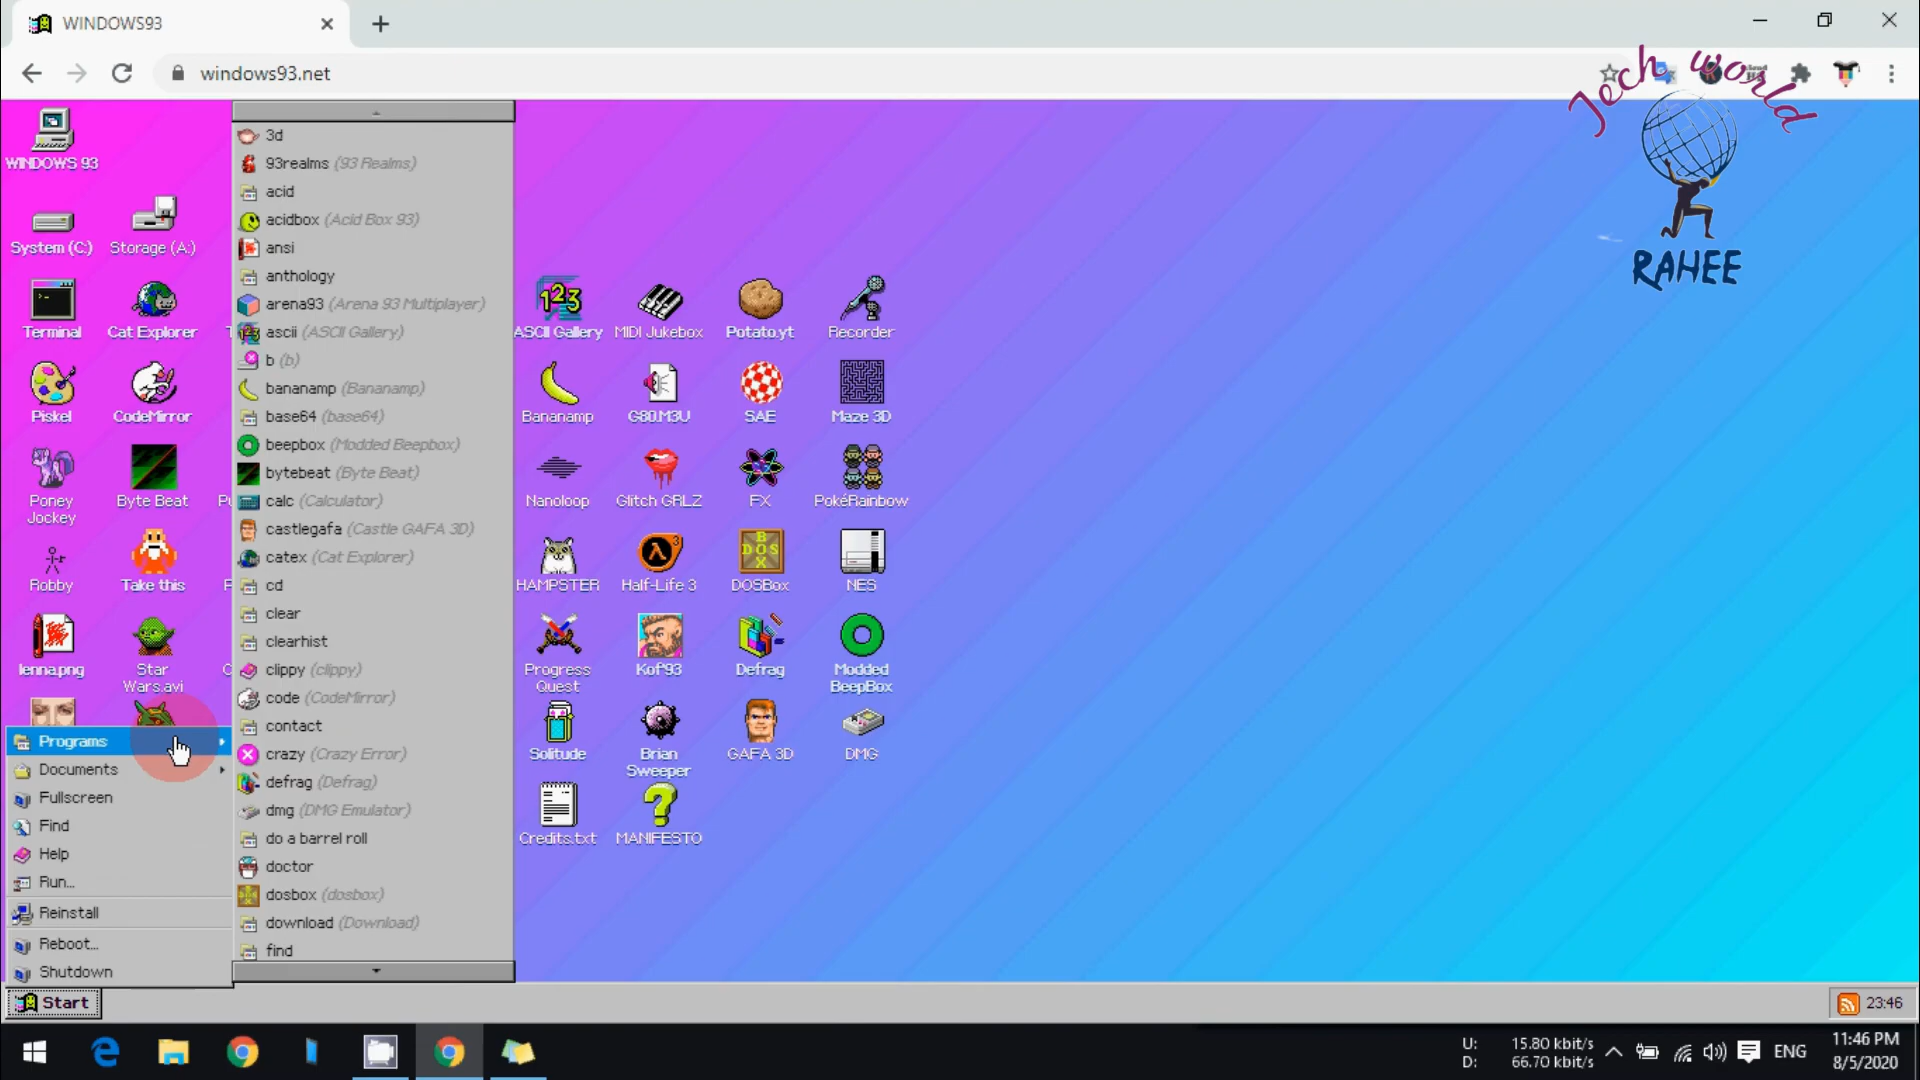 WINDOWS93
windows93.net
Tech world
RAHEE
WINDOWS 93
System (C:)
Storage (A:)
Terminal
Cat Explorer
Piskel
CodeMirror
Poney
Jockey
Byte Beat
Robby
Take this
lenna.png
Star
Wars.avi
3d
93realms (93 Realms)
acid
acidbox (Acid Box 93)
ansi
anthology
arena93 (Arena 93 Multiplayer)
ascii (ASCII Gallery)
b (b)
bananamp (Bananamp)
base64 (base64)
beepbox (Modded Beepbox)
bytebeat (Byte Beat)
calc (Calculator)
castlegafa (Castle GAFA 3D)
catex (Cat Explorer)
cd
clear
clearhist
clippy (clippy)
code (CodeMirror)
contact
crazy (Crazy Error)
defrag (Defrag)
dmg (DMG Emulator)
do a barrel roll
doctor
dosbox (dosbox)
download (Download)
find
ASCII Gallery
MIDI Jukebox
Potato.yt
Recorder
Bananamp
G80.M3U
SAE
Maze 3D
Nanoloop
Glitch GRLZ
FX
PokéRainbow
HAMPSTER
Half-Life 3
DOSBox
NES
Progress
Quest
Kof'93
Defrag
Modded
BeepBox
Solitude
Brian
Sweeper
GAFA 3D
DMG
Credits.txt
MANIFESTO
Programs
Documents
Fullscreen
Find
Help
Run...
Reinstall
Reboot...
Shutdown
Start
23:46
U: 15.80 kbit/s
D: 66.70 kbit/s
ENG
11:46 PM
8/5/2020